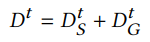 $D^t = D^t_S + D^t_G$